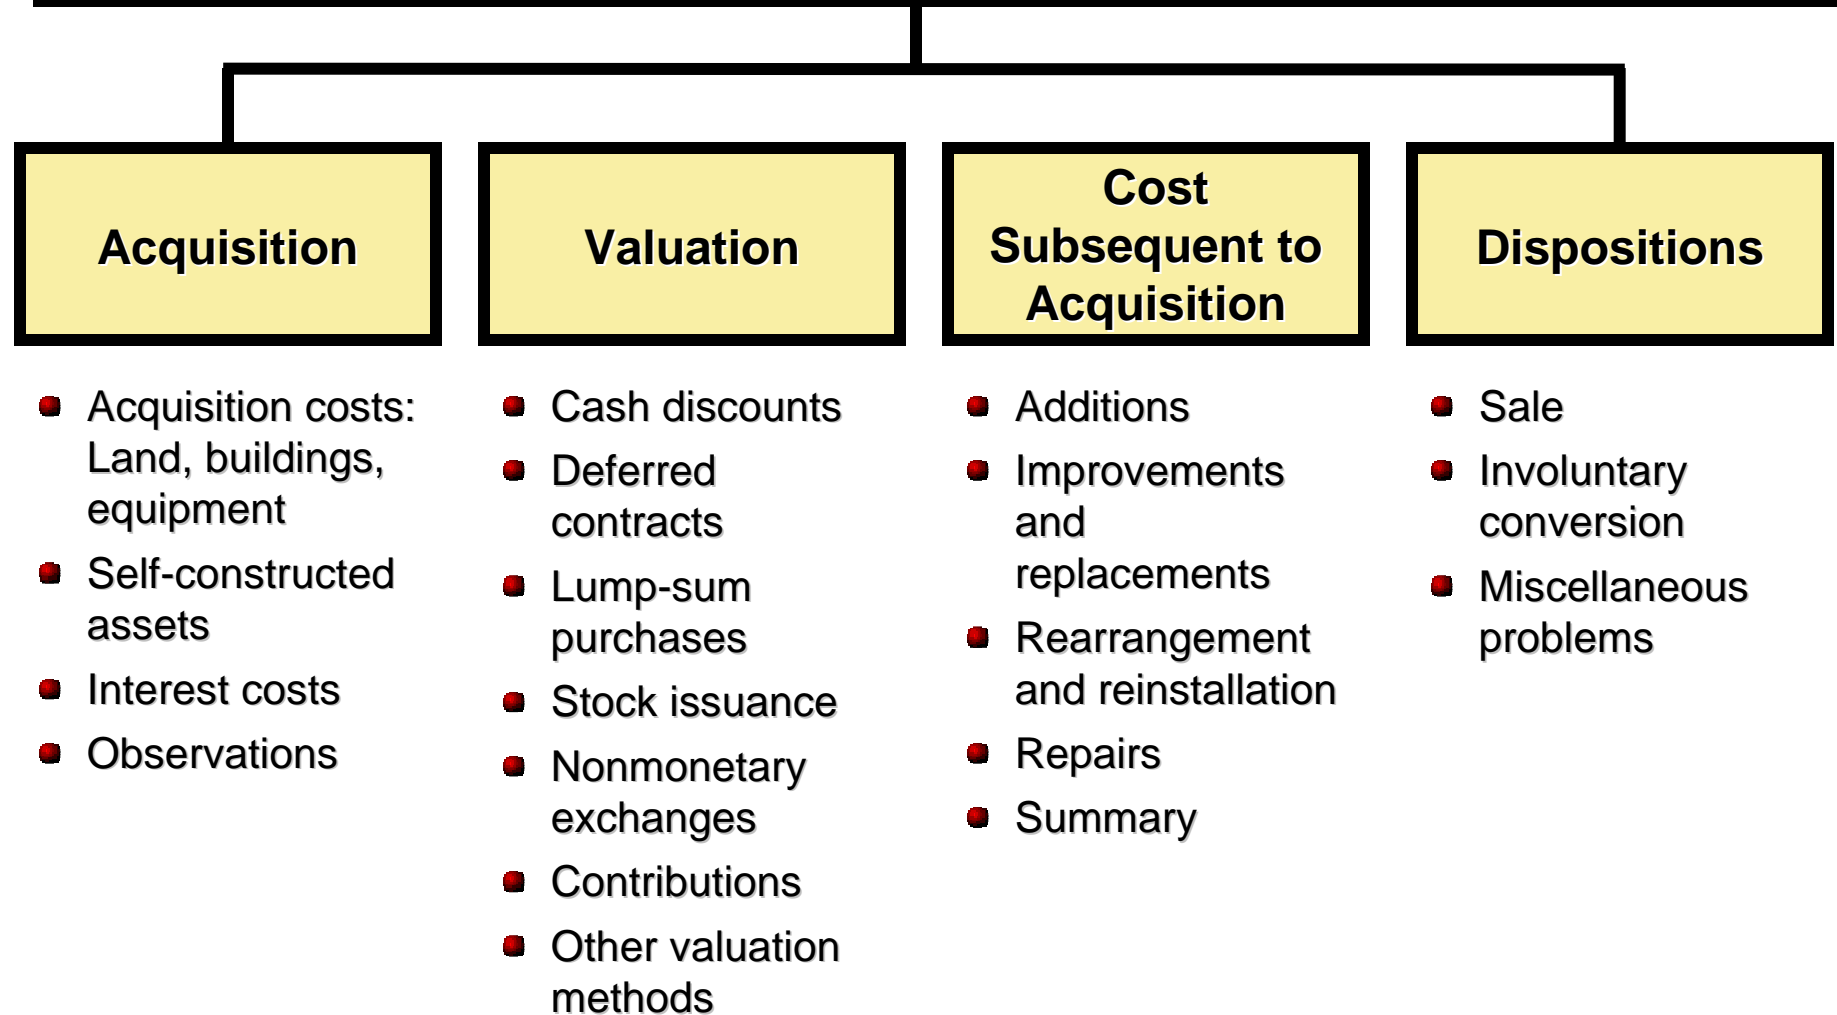 Acquisition
Acquisition costs:
Land, buildings,
equipment
Self-constructed
assets
Interest costs
Observations
Valuation
Cash discounts
Deferred
contracts
Lump-sum
purchases
Stock issuance
Nonmonetary
exchanges
Contributions
Other valuation
methods
Cost
Subsequent to
Acquisition
Additions
Improvements
and
replacements
Rearrangement
and reinstallation
Repairs
Summary
Dispositions
Sale
Involuntary
conversion
Miscellaneous
problems